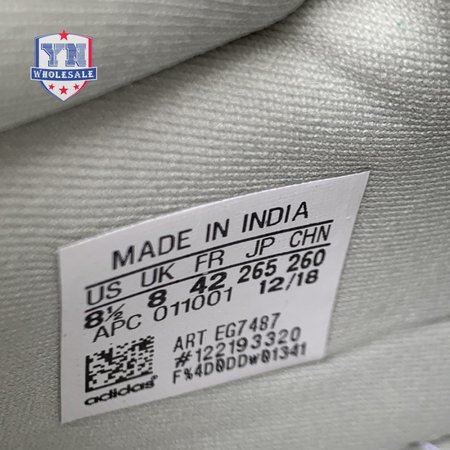 YN
WHOLESALE
MADE IN INDIA
US UK FR JP CHN
8½ 8 42 265 260
APC 011001 12/18
ART EG7487
#122193320
F%4D0DDw01341
adidas